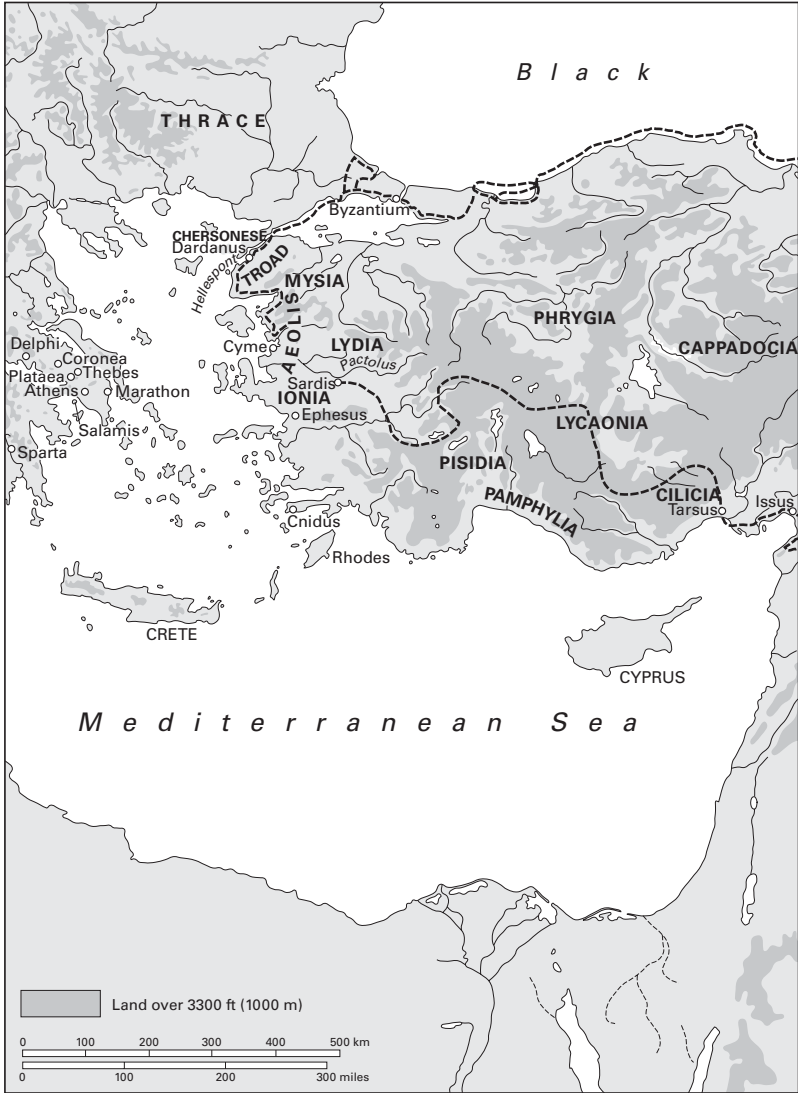 Black
THRACE
Byzantium
CHERSONESE
Dardanus
Hellespont
TROAD
MYSIA
AEOLIS
PHRYGIA
Delphi
Coronea
Plataea
Thebes
Athens
Marathon
Salamis
Sparta
Cyme
LYDIA
Pactolus
CAPPADOCIA
Sardis
IONIA
Ephesus
LYCAONIA
PISIDIA
PAMPHYLIA
CILICIA
Tarsus
Issus
Cnidus
Rhodes
CRETE
CYPRUS
Mediterranean Sea
Land over 3300 ft (1000 m)
0 100 200 300 400 500 km
0 100 200 300 miles